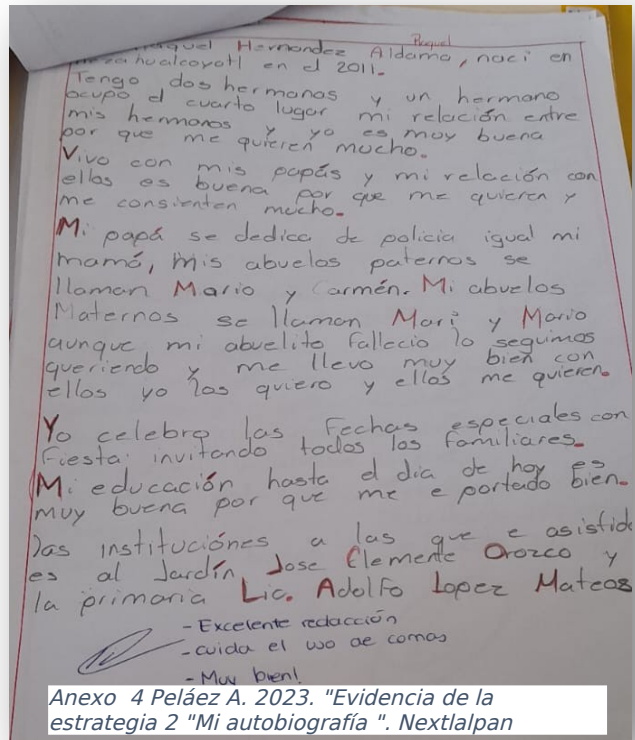 Raquel
Hernandez Aldama, naci en
en el 2011.
Tengo dos hermanas y un hermano
ocupo el cuarto lugar mi relación entre
mis hermanos y yo es muy buena
por que me quieren mucho.
Vivo con mis papás y mi relación con
ellos es buena por que me quieren y
me consienten mucho.
Mi papá se dedica de policia igual mi
mamá, mis abuelos paternos se
llaman Mario y Carmén. Mi abuelos
Maternos se llaman Mari y Mario
aunque mi abuelito fallecio lo seguimos
queriendo y me llevo muy bien con
ellos yo los quiero y ellos me quieren.
Yo celebro las Fechas especiales con
Fiesta invitando todos los familiares.
Mi educación hasta el dia de hoy es
muy buena por que me e portado bien.
las instituciónes a las que e asistido
es al Jardín Jose Clemente Orozco y
la primaria Lic. Adolfo Lopez Mateos
- Excelente redacción
- cuida el uso de comas
- Muy bien!
Anexo 4 Peláez A. 2023. "Evidencia de la
estrategia 2 "Mi autobiografía ". Nextlalpan